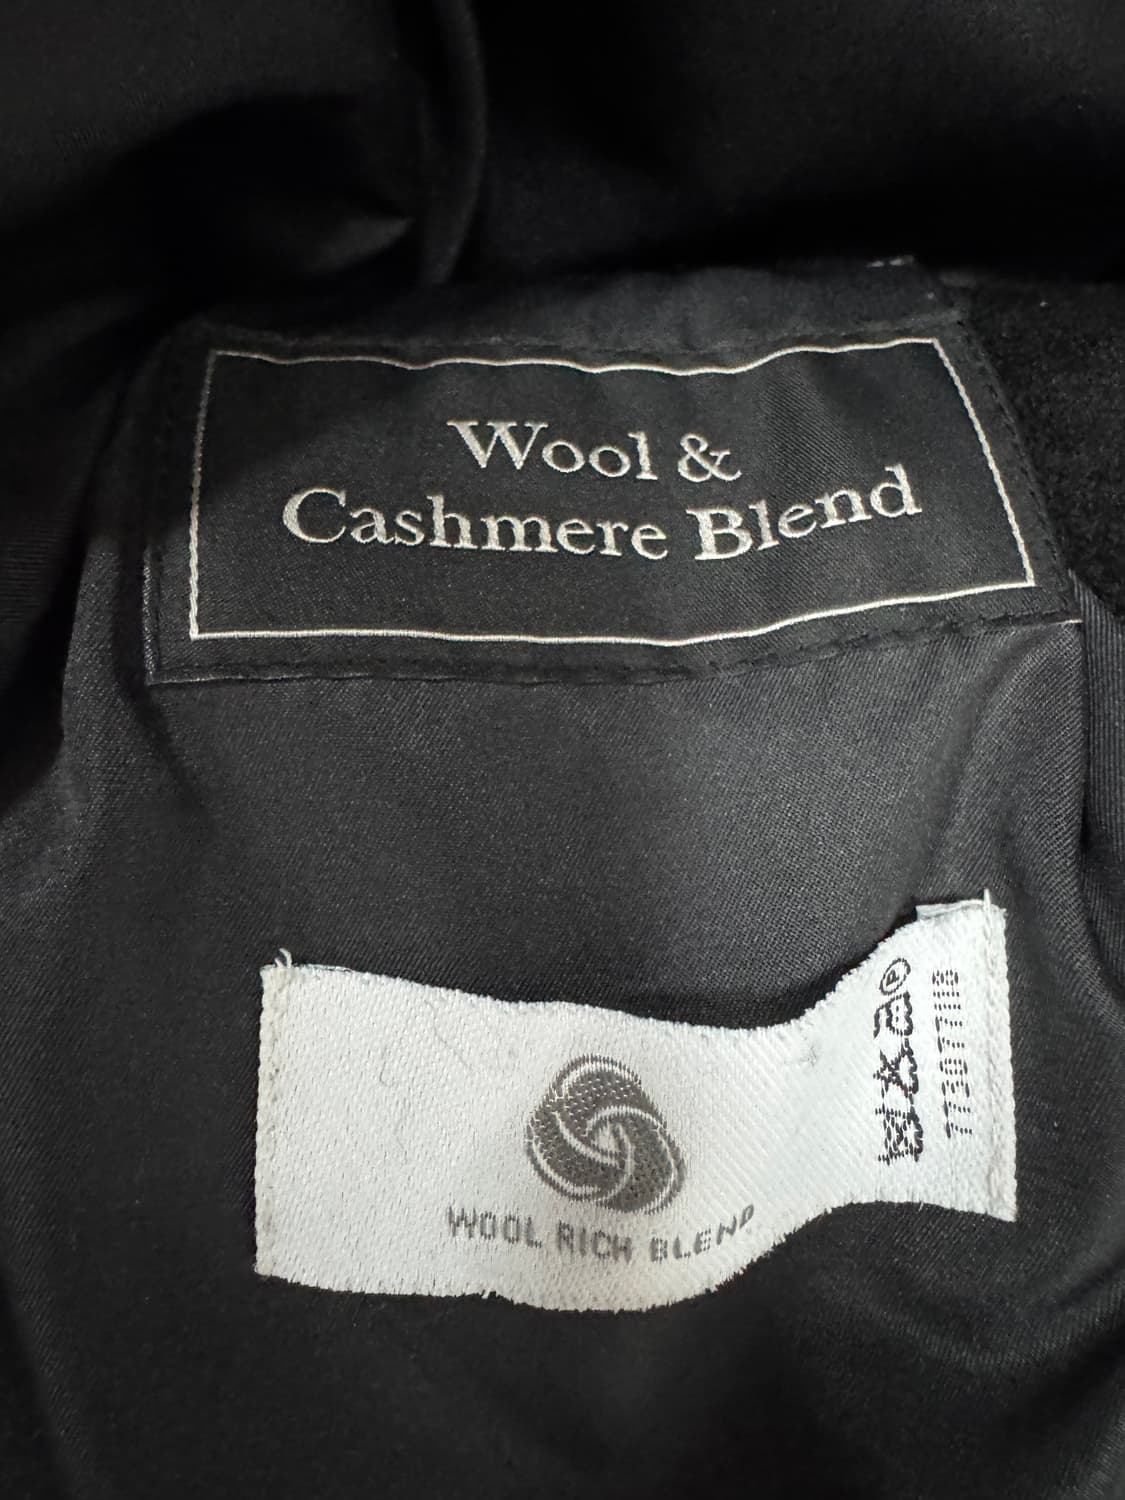 Wool &
Cashmere Blend
WOOL RICH BLEND